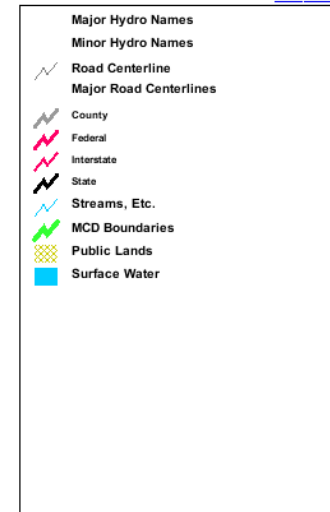 Major Hydro Names
Minor Hydro Names
Road Centerline
Major Road Centerlines
County
Federal
Interstate
State
Streams, Etc.
MCD Boundaries
Public Lands
Surface Water